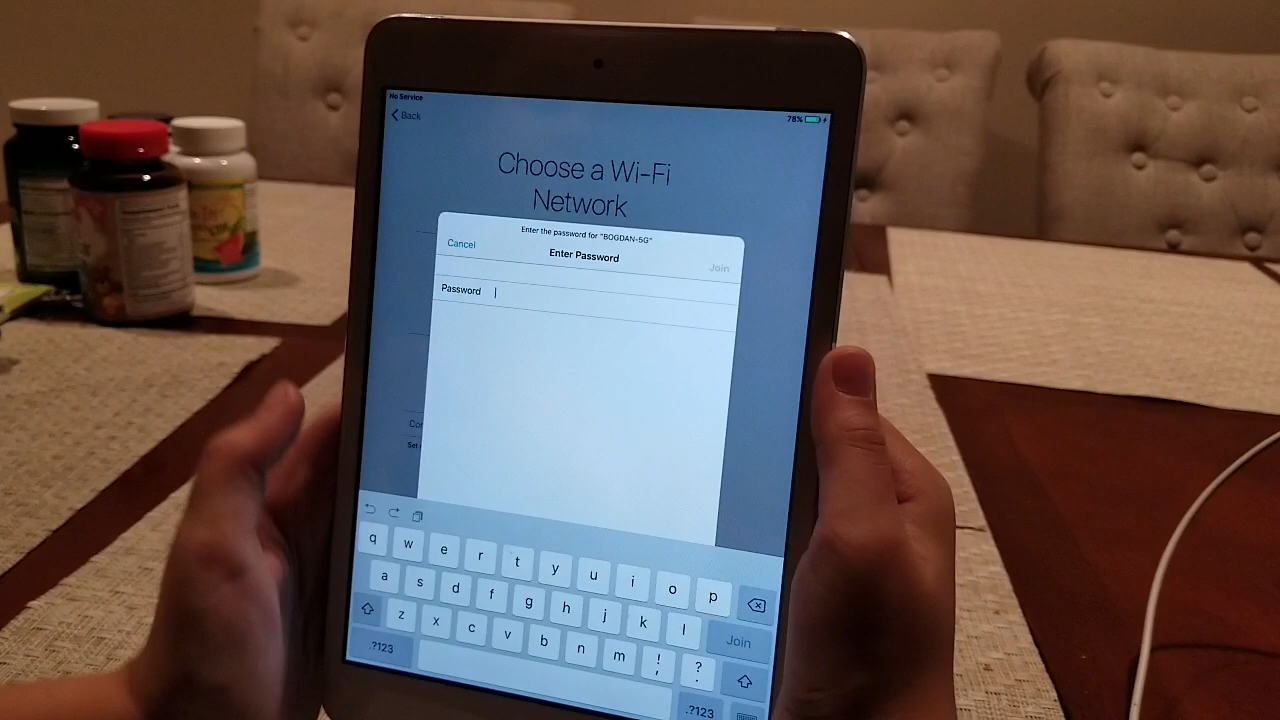 No Service
78%
Back
Choose a Wi-Fi
Network
Enter the password for "BOGDAN-5G"
Cancel
Enter Password
Join
Password
Set
q w e r t y u i o p
a s d f g h j k l
Join
z x c v b n m ! , ? .
.?123
.?123